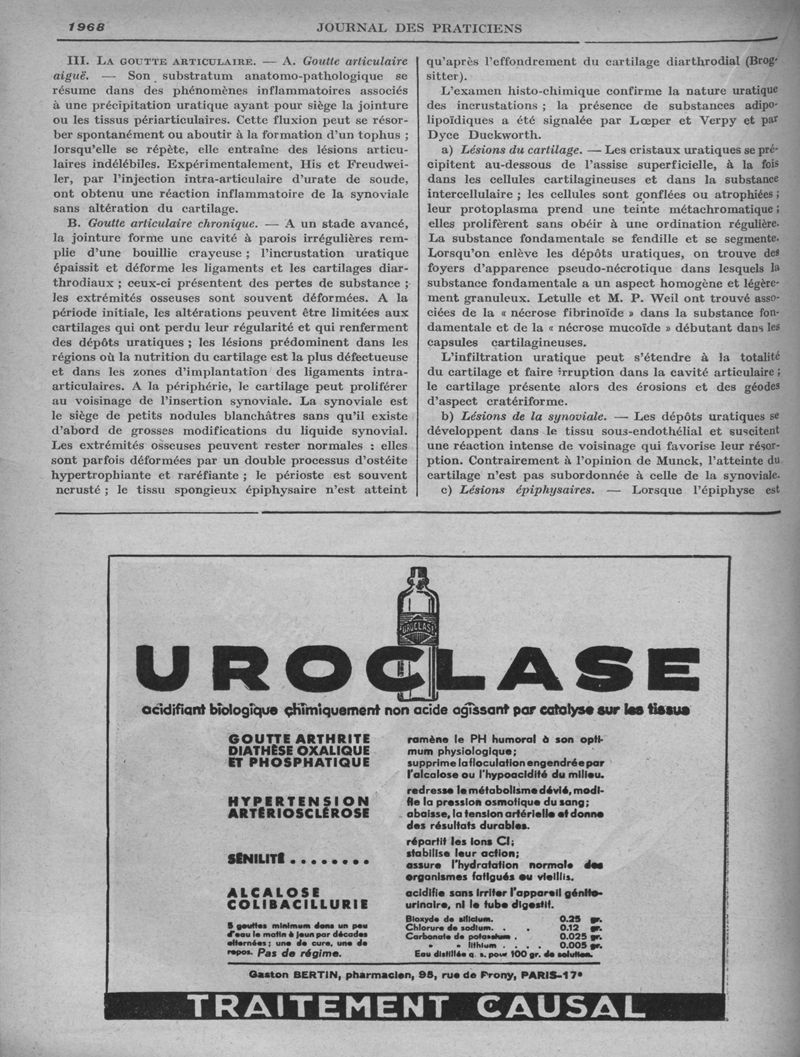 1968
JOURNAL DES PRATICIENS
III. LA GOUTTE ARTICULAIRE. — A. Goutte articulaire
aiguë. — Son substratum anatomo-pathologique se
résume dans des phénomènes inflammatoires associés
à une précipitation uratique ayant pour siège la jointure
ou les tissus périarticulaires. Cette fluxion peut se résor-
ber spontanément ou aboutir à la formation d'un tophus ;
lorsqu'elle se répète, elle entraîne des lésions articu-
laires indélébiles. Expérimentalement, His et Freudwei-
ler, par l'injection intra-articulaire d'urate de soude,
ont obtenu une réaction inflammatoire de la synoviale
sans altération du cartilage.
B. Goutte articulaire chronique. — A un stade avancé,
la jointure forme une cavité à parois irrégulières rem-
plie d'une bouillie crayeuse ; l'incrustation uratique
épaissit et déforme les ligaments et les cartilages diar-
throdiaux ; ceux-ci présentent des pertes de substance ;
les extrémités osseuses sont souvent déformées. A la
période initiale, les altérations peuvent être limitées aux
cartilages qui ont perdu leur régularité et qui renferment
des dépôts uratiques ; les lésions prédominent dans les
régions où la nutrition du cartilage est la plus défectueuse
et dans les zones d'implantation des ligaments intra-
articulaires. A la périphérie, le cartilage peut proliférer
au voisinage de l'insertion synoviale. La synoviale est
le siège de petits nodules blanchâtres sans qu'il existe
d'abord de grosses modifications du liquide synovial.
Les extrémités osseuses peuvent rester normales : elles
sont parfois déformées par un double processus d'ostéite
hypertrophiante et raréfiante ; le périoste est souvent
ncrusté ; le tissu spongieux épiphysaire n'est atteint
qu'après l'effondrement du cartilage diarthrodial (Brog-
sitter).
L'examen histo-chimique confirme la nature uratique
des incrustations ; la présence de substances adipo-
lipoïdiques a été signalée par Lœper et Verpy et par
Dyce Duckworth.
a) Lésions du cartilage. — Les cristaux uratiques se pré-
cipitent au-dessous de l'assise superficielle, à la fois
dans les cellules cartilagineuses et dans la substance
intercellulaire ; les cellules sont gonflées ou atrophiées ;
leur protoplasma prend une teinte métachromatique ;
elles prolifèrent sans obéir à une ordination régulière.
La substance fondamentale se fendille et se segmente.
Lorsqu'on enlève les dépôts uratiques, on trouve des
foyers d'apparence pseudo-nécrotique dans lesquels la
substance fondamentale a un aspect homogène et légère-
ment granuleux. Letulle et M. P. Weil ont trouvé asso-
ciées de la « nécrose fibrinoïde » dans la substance fon-
damentale et de la « nécrose mucoïde » débutant dans les
capsules cartilagineuses.
L'infiltration uratique peut s'étendre à la totalité
du cartilage et faire irruption dans la cavité articulaire ;
le cartilage présente alors des érosions et des géodes
d'aspect cratériforme.
b) Lésions de la synoviale. — Les dépôts uratiques se
développent dans le tissu sous-endothélial et suscitent
une réaction intense de voisinage qui favorise leur résor-
ption. Contrairement à l'opinion de Munck, l'atteinte du
cartilage n'est pas subordonnée à celle de la synoviale.
c) Lésions épiphysaires. — Lorsque l'épiphyse est
UROCLASE
UROCLASE
acidifiant biologique chimiquement non acide agissant par catalyse sur les tissus
GOUTTE ARTHRITE
DIATHÈSE OXALIQUE
ET PHOSPHATIQUE
ramène le PH humoral à son opti-
mum physiologique;
supprime la floculation engendrée par
l'alcalose ou l'hypoacidité du milieu.
HYPERTENSION
ARTÉRIOSCLÉROSE
redresse le métabolisme dévié, modi-
fie la pression osmotique du sang;
abaisse, la tension artérielle et donne
des résultats durables.
SÉNILITÉ ........
répartit les ions Cl;
stabilise leur action;
assure l'hydratation normale des
organismes fatigués ou vieillis.
ALCALOSE
COLIBACILLURIE
acidifie sans irriter l'appareil génito-
urinaire, ni le tube digestif.
5 gouttes minimum dans un peu
d'eau le matin à jeun par décades
alternées; une de cure, une de
repos. Pas de régime.
Bioxyde de silicium. 0.25 gr.
Chlorure de sodium. . . 0.12 gr.
Carbonate de potassium . 0.025 gr.
» » lithium . . . . 0.005 gr.
Eau distillée q. s. pour 100 gr. de solution.
Gaston BERTIN, pharmacien, 98, rue de Prony, PARIS-17e
TRAITEMENT CAUSAL